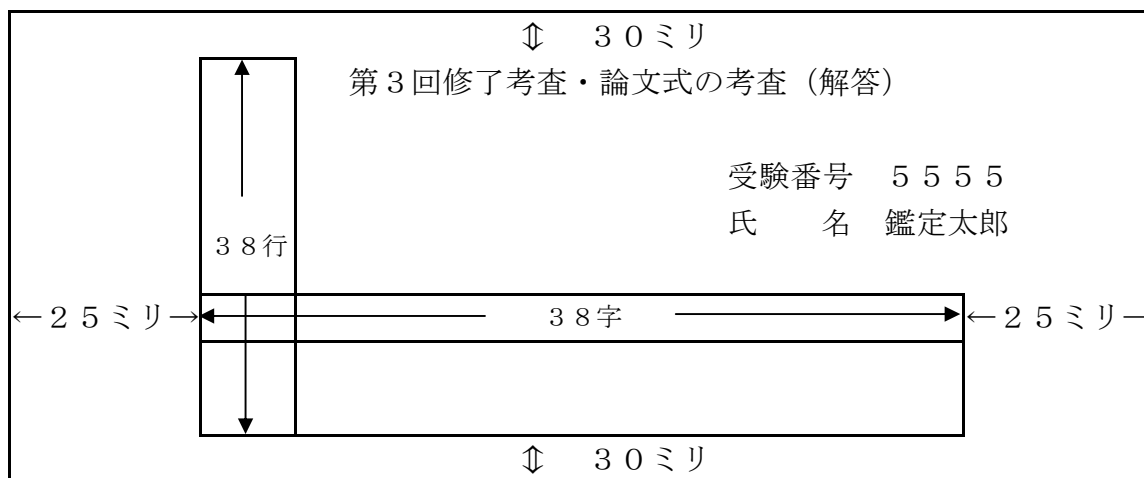 ⇕ 30ミリ
第3回修了考査・論文式の考査(解答)
受験番号 5555
氏  名 鑑定太郎
38行
←25ミリ→
38字
←25ミリ→
⇕ 30ミリ